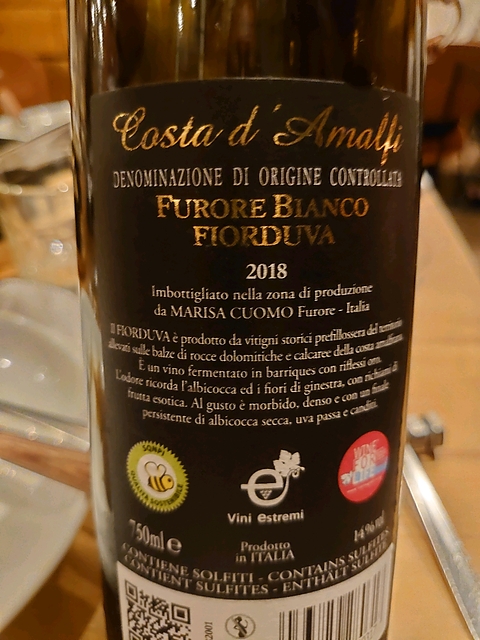 Costa d'Amalfi
DENOMINAZIONE DI ORIGINE CONTROLLATA
FURORE BIANCO
FIORDUVA
2018
Imbottigliato nella zona di produzione
da MARISA CUOMO Furore - Italia
Il FIORDUVA è prodotto da vitigni storici prefillossera del territorio
allevati sulle balze di rocce dolomitiche e calcaree della costa amalfitana.
È un vino fermentato in barriques con riflessi oro.
L'odore ricorda l'albicocca ed i fiori di ginestra, con richiami di
frutta esotica. Al gusto è morbido, denso e con un finale
persistente di albicocca secca, uva passa e canditi.
WINE
e
Vini estremi
750ml e
Prodotto
in ITALIA
14%vol
CONTIENE SOLFITI - CONTAINS SULFITES
CONTIENT SULFITES - ENTHÄLT SULFITE